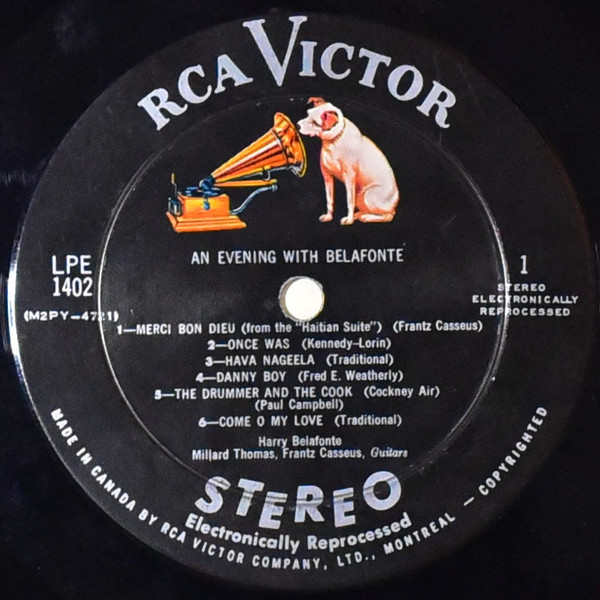 RCA VICTOR
AN EVENING WITH BELAFONTE
LPE
1402
(M2PY-4721)
1
STEREO
ELECTRONICALLY
REPROCESSED
1—MERCI BON DIEU (from the "Haitian Suite") (Frantz Casseus)
2—ONCE WAS (Kennedy-Lorin)
3—HAVA NAGEELA (Traditional)
4—DANNY BOY (Fred E. Weatherly)
5—THE DRUMMER AND THE COOK (Cockney Air)
(Paul Campbell)
6—COME O MY LOVE (Traditional)
Harry Belafonte
Millard Thomas, Frantz Casseus, Guitars
STEREO
Electronically Reprocessed
MADE IN CANADA BY RCA VICTOR COMPANY, LTD., MONTREAL — COPYRIGHTED